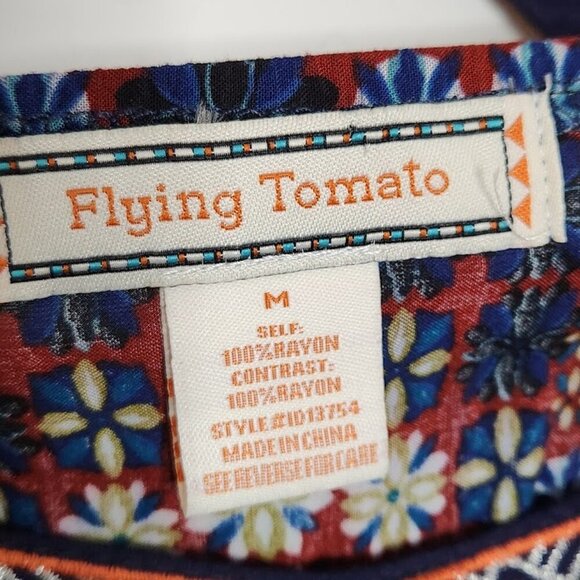 Flying Tomato
M
SELF:
100%RAYON
CONTRAST:
100%RAYON
STYLE#ID13754
MADE IN CHINA
SEE REVERSE FOR CARE